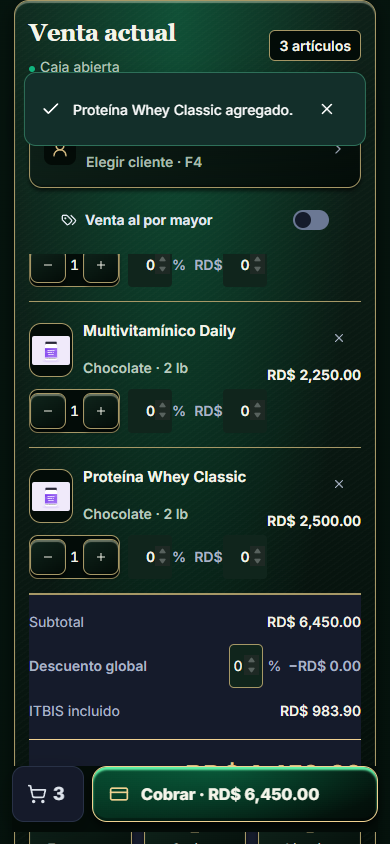 Venta actual
3 artículos
Caja abierta
Proteína Whey Classic agregado.
Elegir cliente · F4
Venta al por mayor
− 1 + 0 % RD$ 0
Multivitamínico Daily
Chocolate · 2 lb
RD$ 2,250.00
− 1 + 0 % RD$ 0
Proteína Whey Classic
Chocolate · 2 lb
RD$ 2,500.00
− 1 + 0 % RD$ 0
Subtotal RD$ 6,450.00
Descuento global 0 % −RD$ 0.00
ITBIS incluido RD$ 983.90
3 Cobrar · RD$ 6,450.00